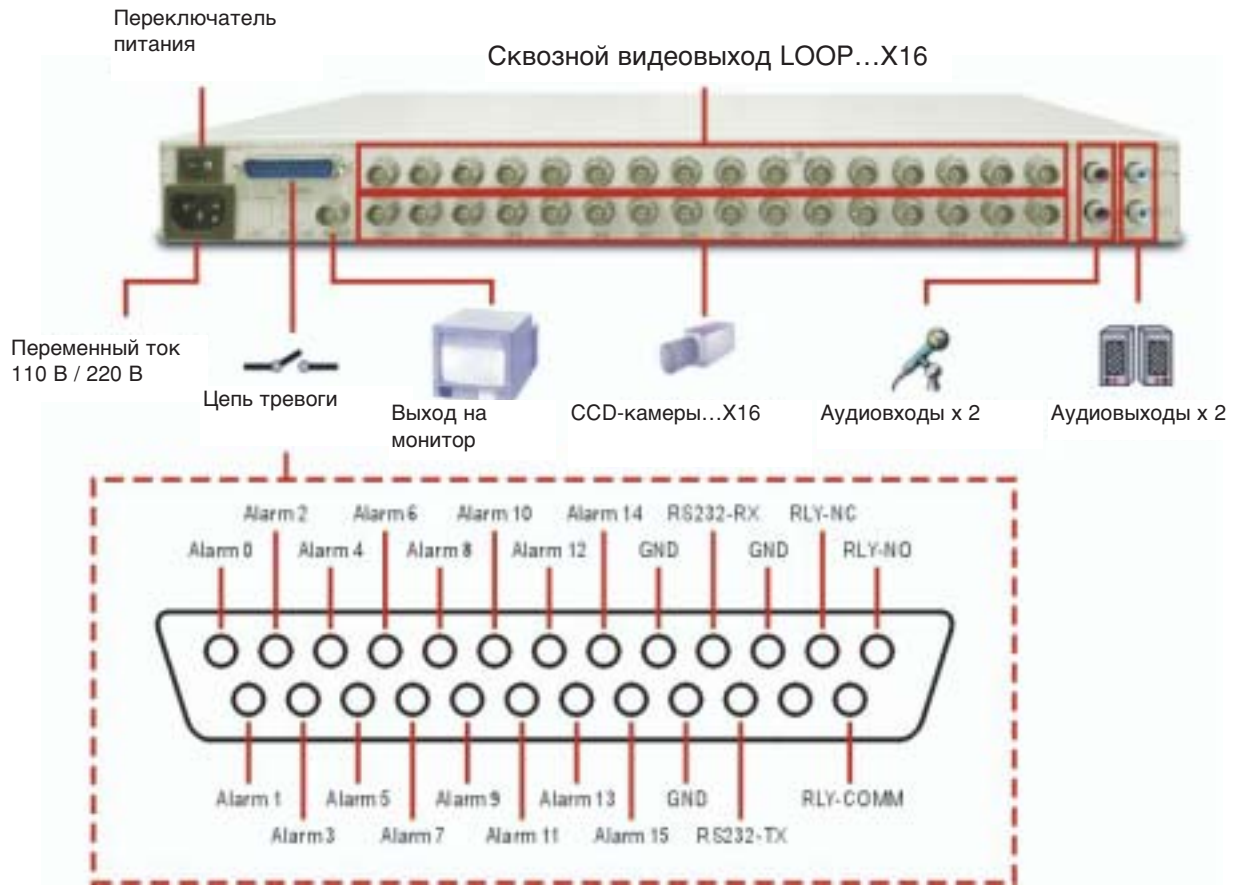 Переключатель
питания
Сквозной видеовыход LOOP...X16
Переменный ток
110 В / 220 В
Цепь тревоги
Выход на
монитор
CCD-камеры...X16
Аудиовходы x 2
Аудиовыходы x 2
Alarm 2 Alarm 6 Alarm 10 Alarm 14 RS232-RX RLY-NC
Alarm 0 Alarm 4 Alarm 8 Alarm 12 GND GND RLY-NO
Alarm 1 Alarm 5 Alarm 9 Alarm 13 GND RLY-COMM
Alarm 3 Alarm 7 Alarm 11 Alarm 15 RS232-TX